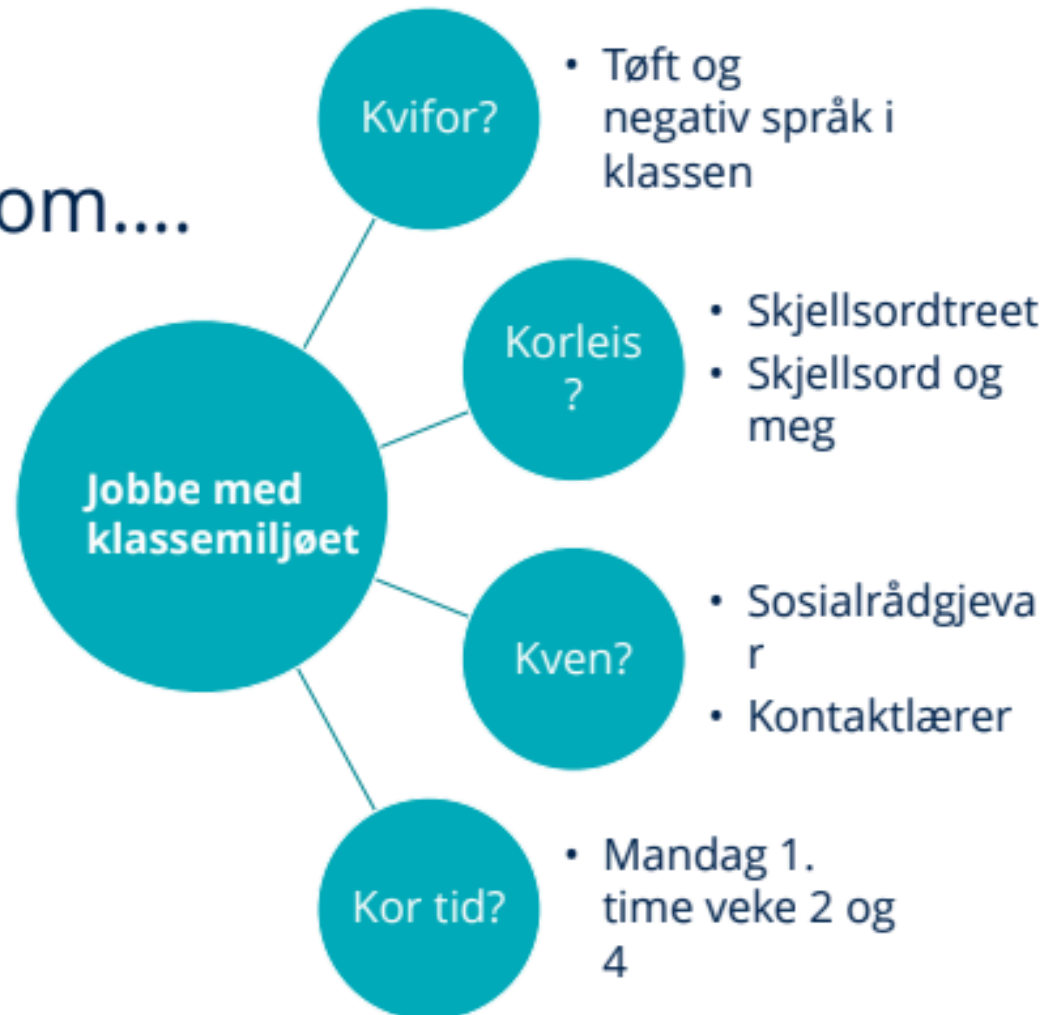 om....
Jobbe med
klassemiljøet
Kvifor?
• Tøft og
negativ språk i
klassen
Korleis
?
• Skjellsordtreet
• Skjellsord og
meg
Kven?
• Sosialrådgjeva
r
• Kontaktlærer
Kor tid?
• Mandag 1.
time veke 2 og
4